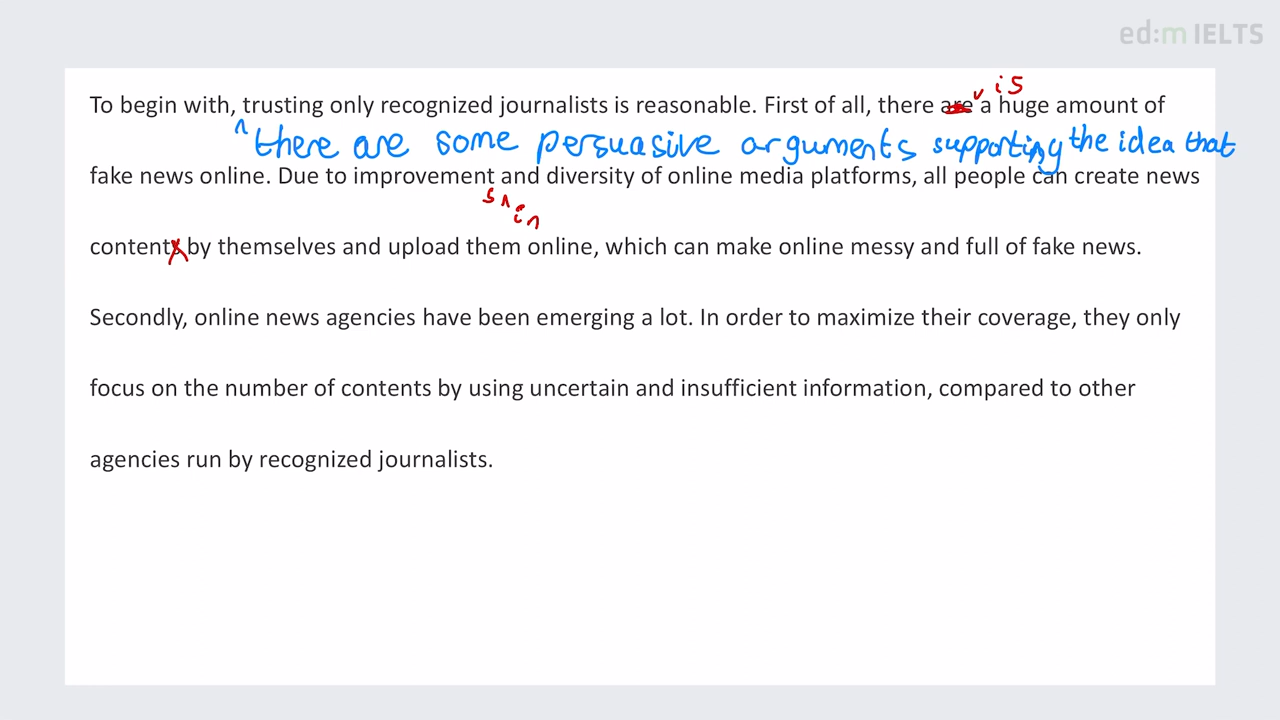 ed:m IELTS
is
To begin with, trusting only recognized journalists is reasonable. First of all, there are a huge amount of
there are some persuasive arguments supporting the idea that
fake news online. Due to improvement and diversity of online media platforms, all people can create news
s in
contents by themselves and upload them online, which can make online messy and full of fake news.
Secondly, online news agencies have been emerging a lot. In order to maximize their coverage, they only
focus on the number of contents by using uncertain and insufficient information, compared to other
agencies run by recognized journalists.